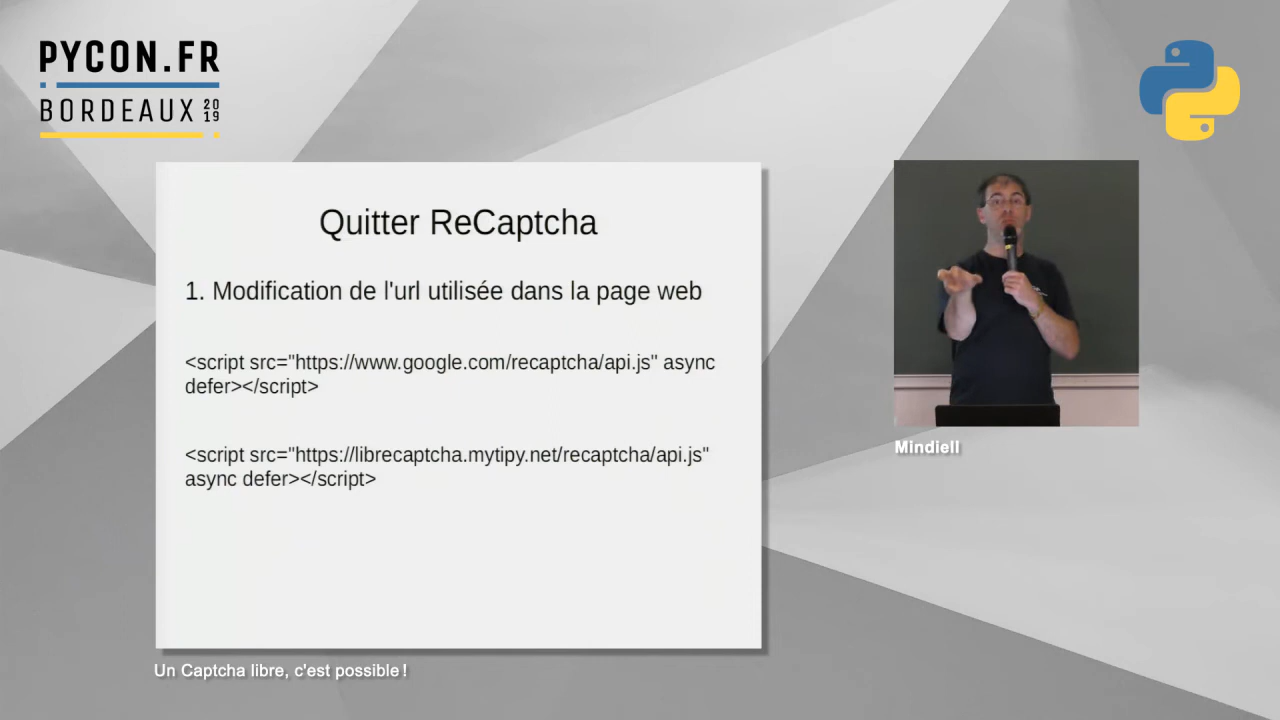 PYCON.FR
BORDEAUX 2019
Quitter ReCaptcha
1. Modification de l'url utilisée dans la page web
<script src="https://www.google.com/recaptcha/api.js" async
defer></script>
<script src="https://librecaptcha.mytipy.net/recaptcha/api.js"
async defer></script>
Mindiell
Un Captcha libre, c'est possible !